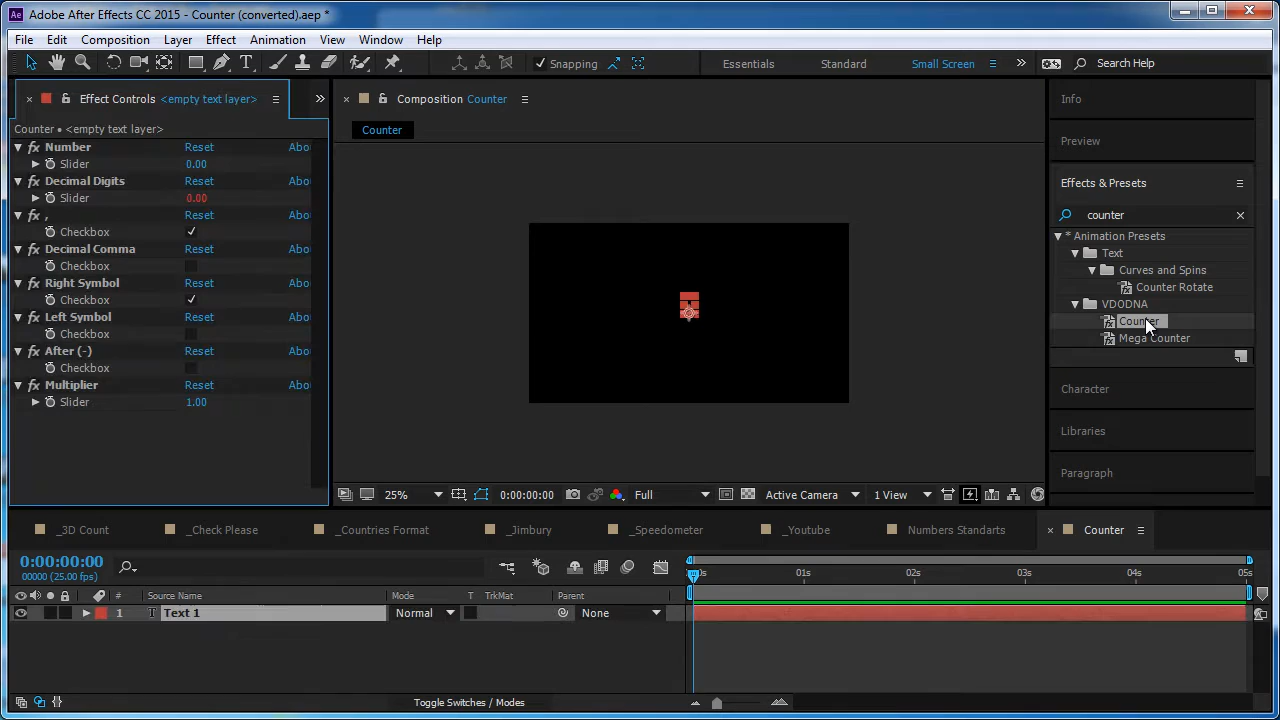 Adobe After Effects CC 2015 - Counter (converted).aep *
File Edit Composition Layer Effect Animation View Window Help
Snapping Essentials Standard Small Screen Search Help
Effect Controls <empty text layer>
Counter • <empty text layer>
Number Reset Abo
Slider 0.00
Decimal Digits Reset Abo
Slider 0.00
, Reset Abo
Checkbox
Decimal Comma Reset Abo
Checkbox
Right Symbol Reset Abo
Checkbox
Left Symbol Reset Abo
Checkbox
After (-) Reset Abo
Checkbox
Multiplier Reset Abo
Slider 1.00
Composition Counter
Counter
25% 0:00:00:00 Full Active Camera 1 View
Info
Preview
Effects & Presets
counter
* Animation Presets
Text
Curves and Spins
Counter Rotate
VDODNA
Counter
Mega Counter
Character
Libraries
Paragraph
_3D Count _Check Please _Countries Format _Jimbury _Speedometer _Youtube Numbers Standarts Counter
0:00:00:00
00000 (25.00 fps)
0s 01s 02s 03s 04s 05s
# Source Name Mode T TrkMat Parent
1 T Text 1 Normal None
Toggle Switches / Modes